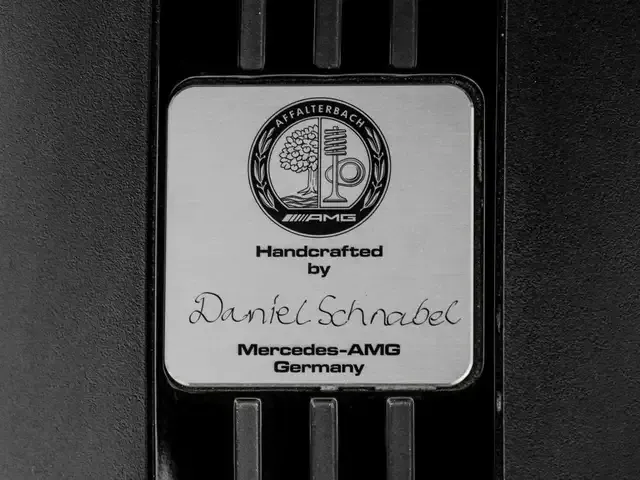 AFFALTERBACH
AMG
Handcrafted
by
Daniel Schnabel
Mercedes-AMG
Germany